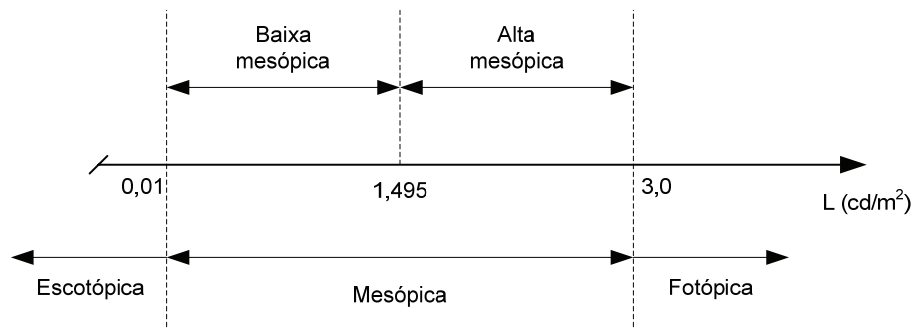 Baixa
mesópica
Alta
mesópica
0,01
1,495
3,0
L (cd/m²)
Escotópica
Mesópica
Fotópica